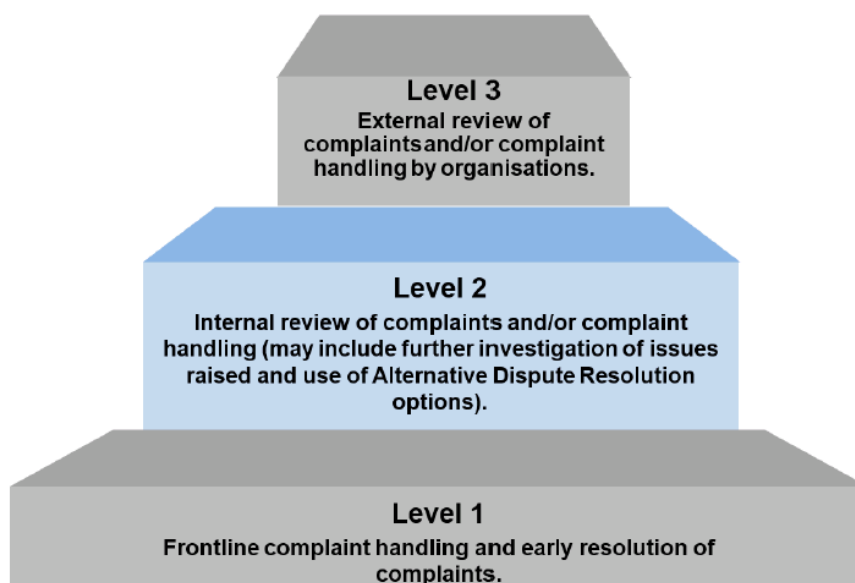 Level 3
External review of
complaints and/or complaint
handling by organisations.
Level 2
Internal review of complaints and/or complaint
handling (may include further investigation of issues
raised and use of Alternative Dispute Resolution
options).
Level 1
Frontline complaint handling and early resolution of
complaints.